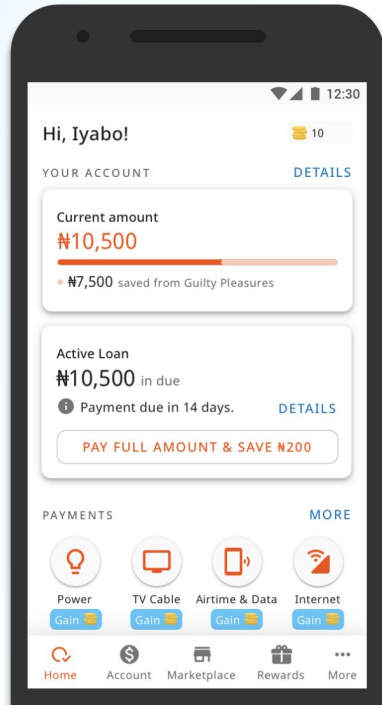 12:30
Hi, Iyabo!
10
YOUR ACCOUNT DETAILS
Current amount
₦10,500
₦7,500 saved from Guilty Pleasures
Active Loan
₦10,500 in due
Payment due in 14 days. DETAILS
PAY FULL AMOUNT & SAVE ₦200
PAYMENTS MORE
Power TV Cable Airtime & Data Internet
Gain Gain Gain Gain
Home Account Marketplace Rewards More